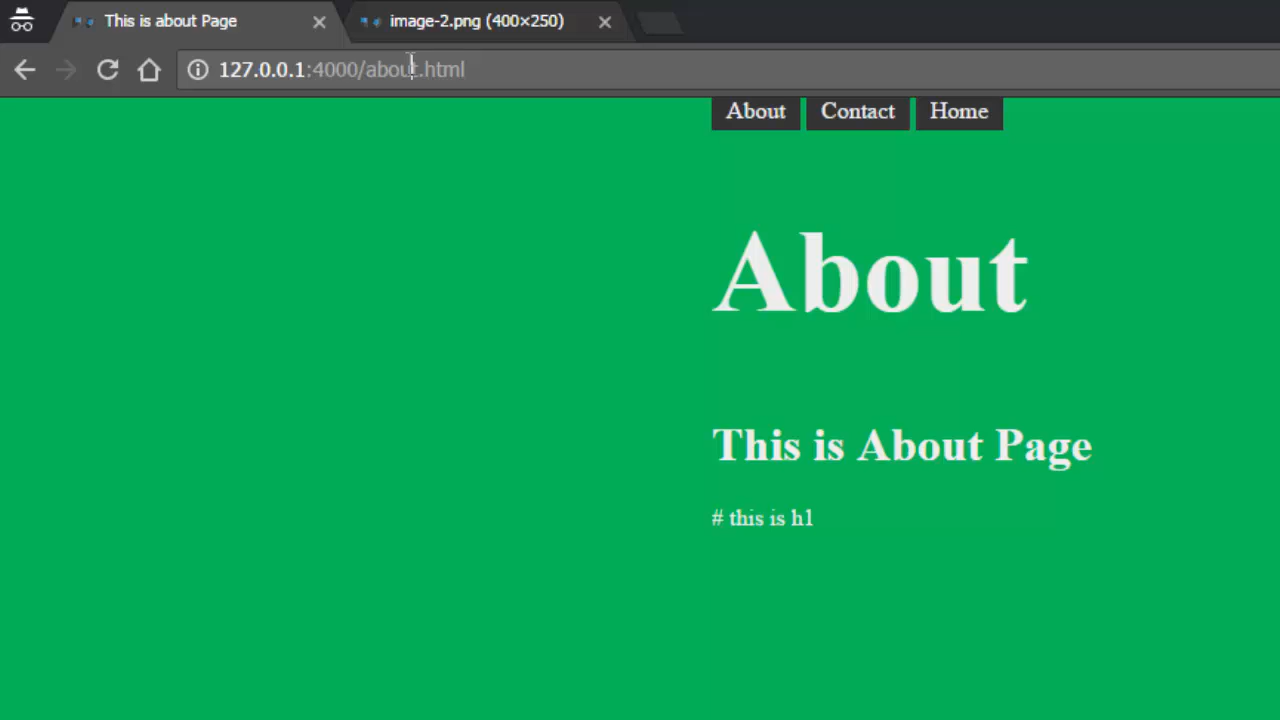 This is about Page
image-2.png (400×250)
127.0.0.1:4000/about.html
About Contact Home
About
This is About Page
# this is h1